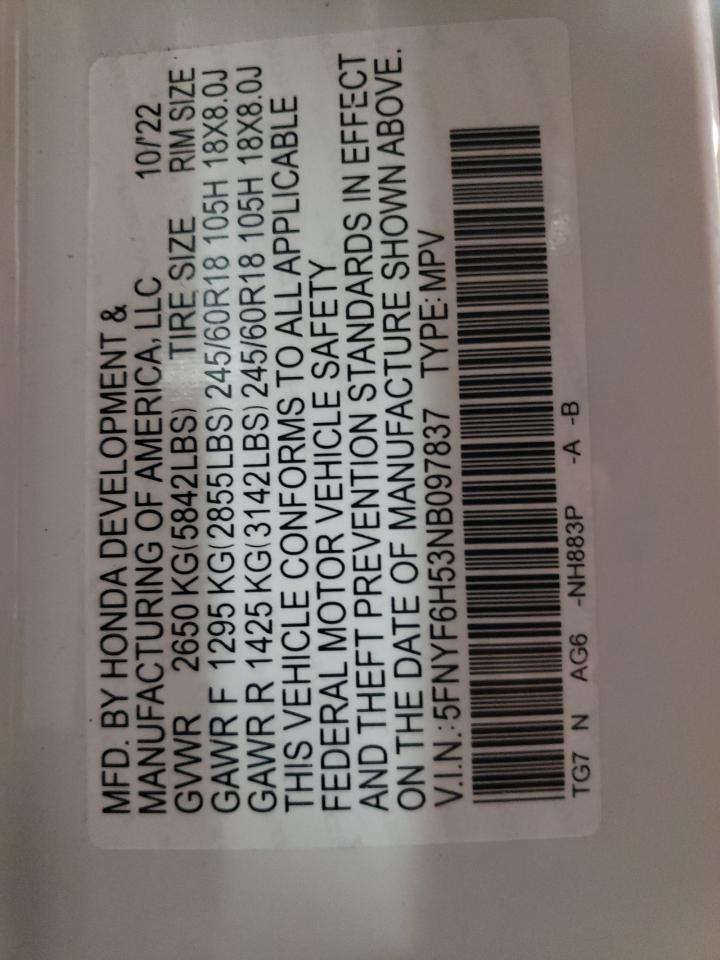 MFD. BY HONDA DEVELOPMENT &
MANUFACTURING OF AMERICA, LLC 10/'22
GVWR 2650 KG(5842LBS) TIRE SIZE RIM SIZE
GAWR F 1295 KG(2855LBS) 245/60R18 105H 18X8.0J
GAWR R 1425 KG(3142LBS) 245/60R18 105H 18X8.0J
THIS VEHICLE CONFORMS TO ALL APPLICABLE
FEDERAL MOTOR VEHICLE SAFETY
AND THEFT PREVENTION STANDARDS IN EFFECT
ON THE DATE OF MANUFACTURE SHOWN ABOVE.
V.I.N.: 5FNYF6H53NB097837 TYPE: MPV
TG7 N AG6 -NH883P -A -B